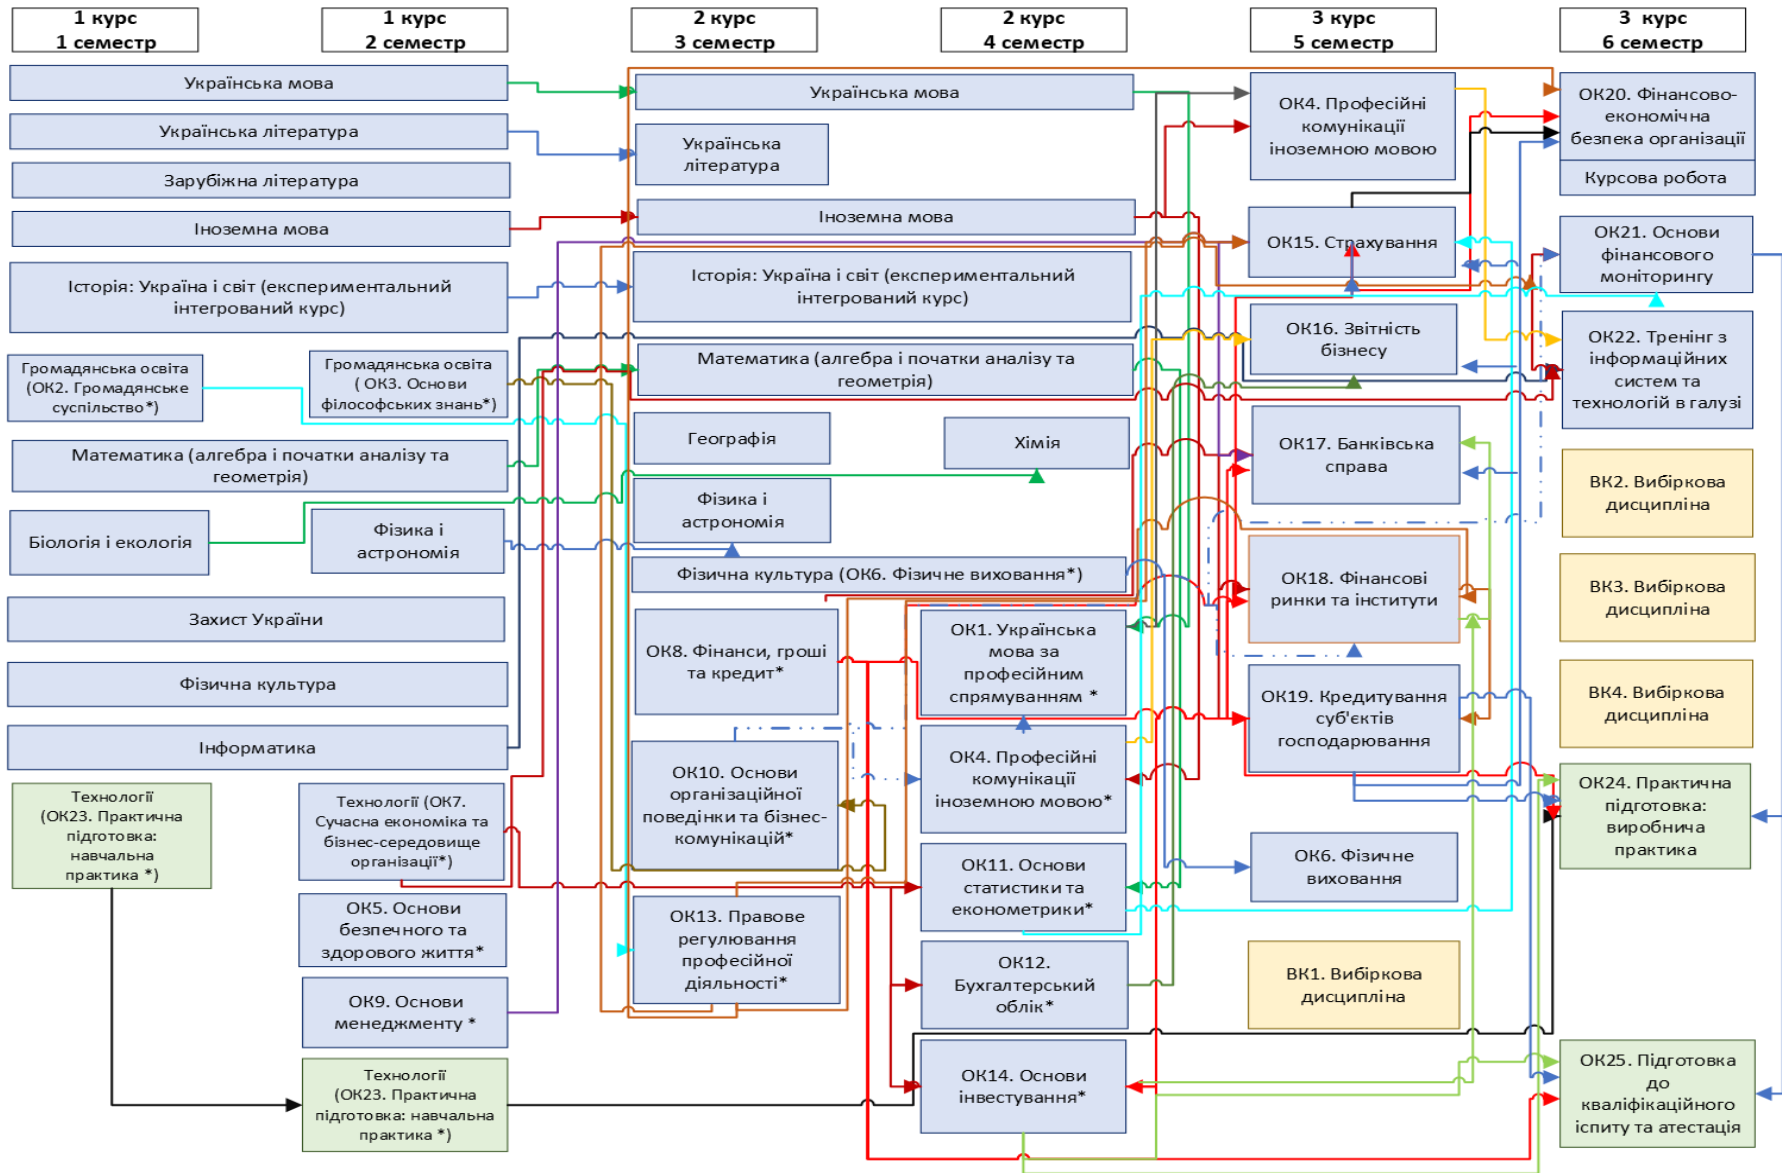 1 курс
1 семестр
1 курс
2 семестр
2 курс
3 семестр
2 курс
4 семестр
3 курс
5 семестр
3 курс
6 семестр
Українська мова
Українська література
Зарубіжна література
Іноземна мова
Історія: Україна і світ (експериментальний
інтегрований курс)
Громадянська освіта
(ОК2. Громадянське
суспільство*)
Громадянська освіта
( ОК3. Основи
філософських знань*)
Математика (алгебра і початки аналізу та
геометрія)
Біологія і екологія
Фізика і
астрономія
Захист України
Фізична культура
Інформатика
Технології
(ОК23. Практична
підготовка:
навчальна
практика *)
Технології (ОК7.
Сучасна економіка та
бізнес-середовище
організації*)
ОК5. Основи
безпечного та
здорового життя*
ОК9. Основи
менеджменту *
Технології
(ОК23. Практична
підготовка: навчальна
практика *)
Українська мова
Українська
література
Іноземна мова
Історія: Україна і світ (експериментальний
інтегрований курс)
Математика (алгебра і початки аналізу та
геометрія)
Географія
Хімія
Фізика і
астрономія
Фізична культура (ОК6. Фізичне виховання*)
ОК8. Фінанси, гроші
та кредит*
ОК10. Основи
організаційної
поведінки та бізнес-
комунікацій*
ОК13. Правове
регулювання
професійної
діяльності*
ОК1. Українська
мова за
професійним
спрямуванням *
ОК4. Професійні
комунікації
іноземною мовою*
ОК11. Основи
статистики та
економетрики*
ОК12.
Бухгалтерський
облік*
ОК14. Основи
інвестування*
ОК4. Професійні
комунікації
іноземною мовою
ОК15. Страхування
ОК16. Звітність
бізнесу
ОК17. Банківська
справа
ОК18. Фінансові
ринки та інститути
ОК19. Кредитування
суб'єктів
господарювання
ОК6. Фізичне
виховання
ВК1. Вибіркова
дисципліна
ОК20. Фінансово-
економічна
безпека організації
Курсова робота
ОК21. Основи
фінансового
моніторингу
ОК22. Тренінг з
інформаційних
систем та
технологій в галузі
ВК2. Вибіркова
дисципліна
ВК3. Вибіркова
дисципліна
ВК4. Вибіркова
дисципліна
ОК24. Практична
підготовка:
виробнича
практика
ОК25. Підготовка
до
кваліфікаційного
іспиту та атестація